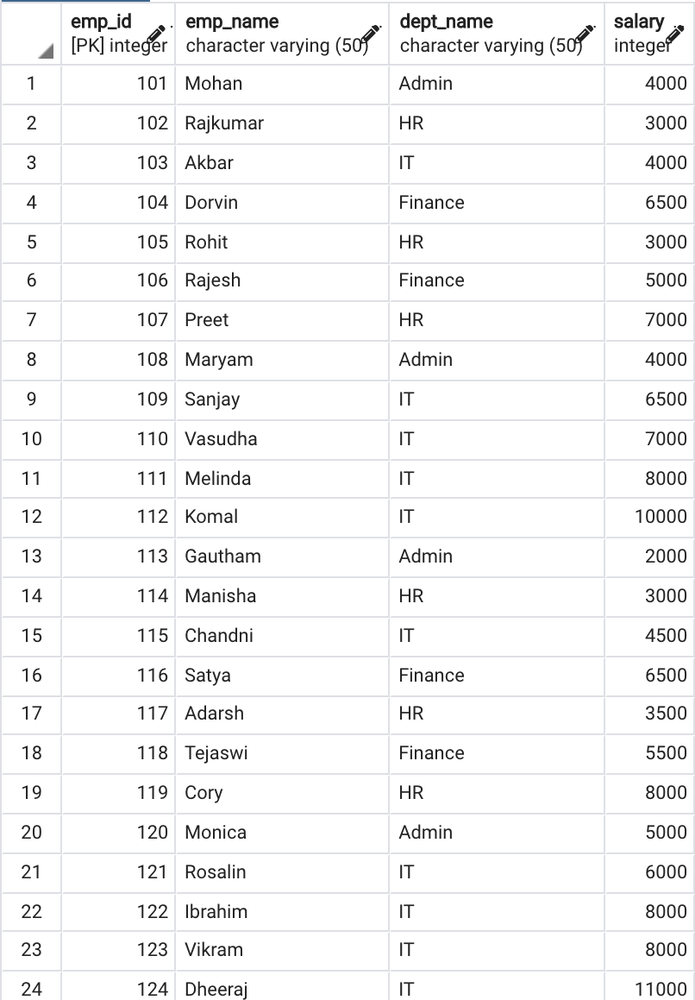 emp_id emp_name dept_name salary
[PK] integer character varying (50) character varying (50) integer
1 101 Mohan Admin 4000
2 102 Rajkumar HR 3000
3 103 Akbar IT 4000
4 104 Dorvin Finance 6500
5 105 Rohit HR 3000
6 106 Rajesh Finance 5000
7 107 Preet HR 7000
8 108 Maryam Admin 4000
9 109 Sanjay IT 6500
10 110 Vasudha IT 7000
11 111 Melinda IT 8000
12 112 Komal IT 10000
13 113 Gautham Admin 2000
14 114 Manisha HR 3000
15 115 Chandni IT 4500
16 116 Satya Finance 6500
17 117 Adarsh HR 3500
18 118 Tejaswi Finance 5500
19 119 Cory HR 8000
20 120 Monica Admin 5000
21 121 Rosalin IT 6000
22 122 Ibrahim IT 8000
23 123 Vikram IT 8000
24 124 Dheeraj IT 11000